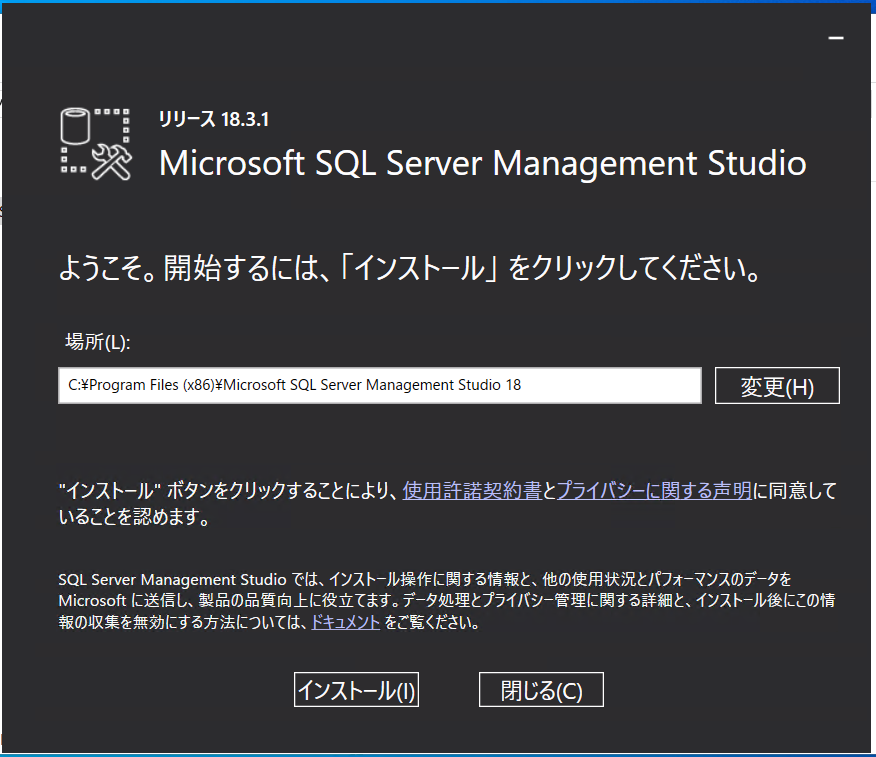 リリース 18.3.1
Microsoft SQL Server Management Studio
ようこそ。開始するには、「インストール」をクリックしてください。
場所(L):
C:¥Program Files (x86)¥Microsoft SQL Server Management Studio 18
変更(H)
"インストール" ボタンをクリックすることにより、使用許諾契約書とプライバシーに関する声明に同意して
いることを認めます。
SQL Server Management Studio では、インストール操作に関する情報と、他の使用状況とパフォーマンスのデータを
Microsoft に送信し、製品の品質向上に役立てます。データ処理とプライバシー管理に関する詳細と、インストール後にこの情
報の収集を無効にする方法については、ドキュメント をご覧ください。
インストール(I)
閉じる(C)